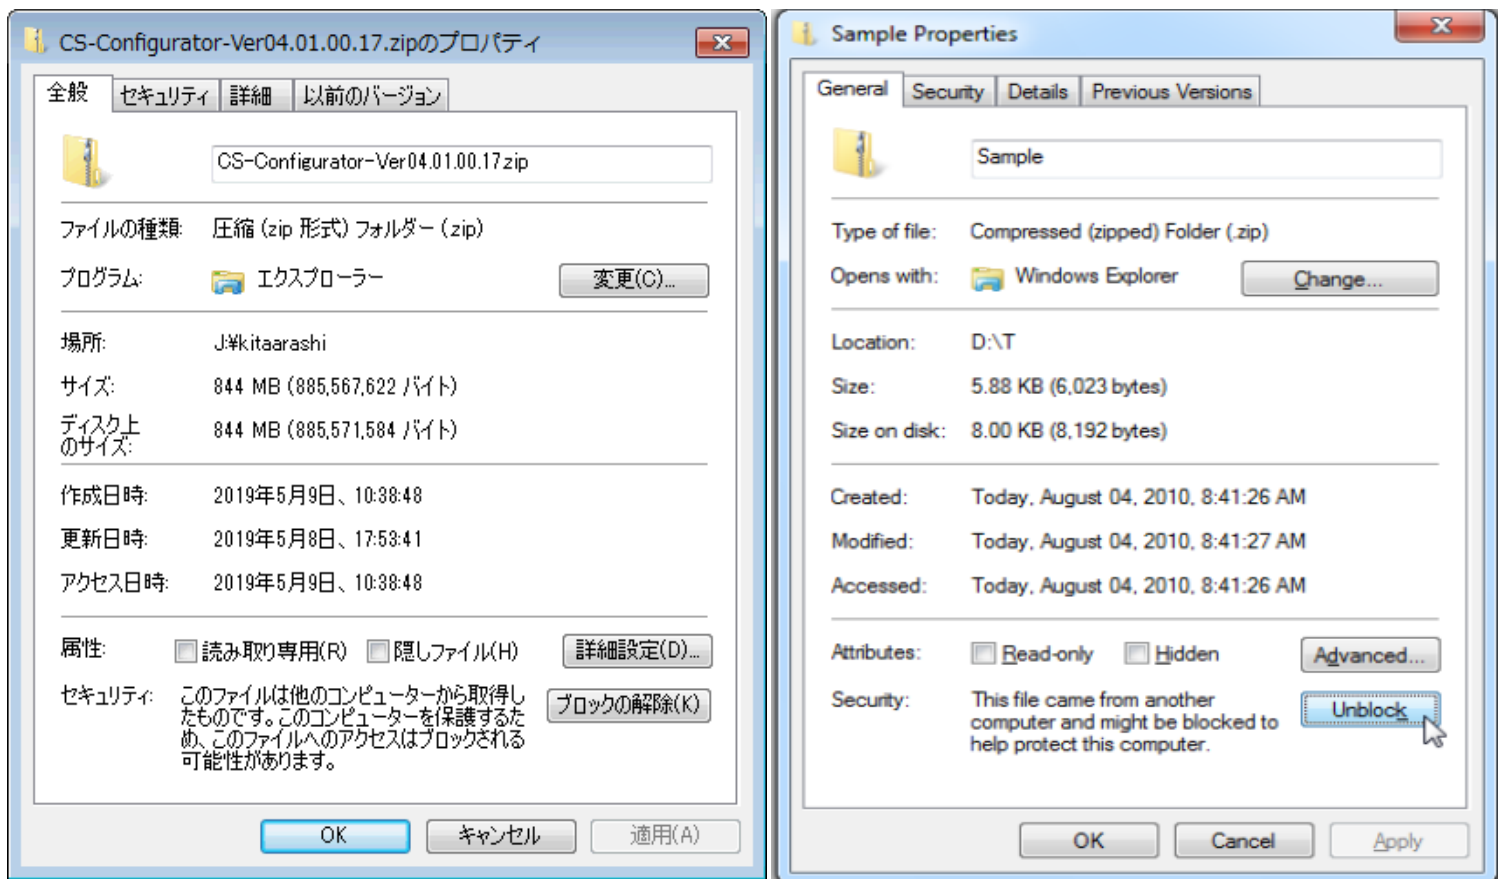 CS-Configurator-Ver04.01.00.17.zipのプロパティ
全般 セキュリティ 詳細 以前のバージョン
CS-Configurator-Ver04.01.00.17.zip
ファイルの種類: 圧縮 (zip 形式) フォルダー (.zip)
プログラム: エクスプローラー 変更(C)...
場所: J:¥kitaarashi
サイズ: 844 MB (885,567,622 バイト)
ディスク上
のサイズ: 844 MB (885,571,584 バイト)
作成日時: 2019年5月9日、10:38:48
更新日時: 2019年5月8日、17:53:41
アクセス日時: 2019年5月9日、10:38:48
属性: 読み取り専用(R) 隠しファイル(H) 詳細設定(D)...
セキュリティ: このファイルは他のコンピューターから取得し
たものです。このコンピューターを保護するた
め、このファイルへのアクセスはブロックされる
可能性があります。
ブロックの解除(K)
OK キャンセル 適用(A)
Sample Properties
General Security Details Previous Versions
Sample
Type of file: Compressed (zipped) Folder (.zip)
Opens with: Windows Explorer Change...
Location: D:\T
Size: 5.88 KB (6,023 bytes)
Size on disk: 8.00 KB (8,192 bytes)
Created: Today, August 04, 2010, 8:41:26 AM
Modified: Today, August 04, 2010, 8:41:27 AM
Accessed: Today, August 04, 2010, 8:41:26 AM
Attributes: Read-only Hidden Advanced...
Security: This file came from another
computer and might be blocked to
help protect this computer.
Unblock
OK Cancel Apply